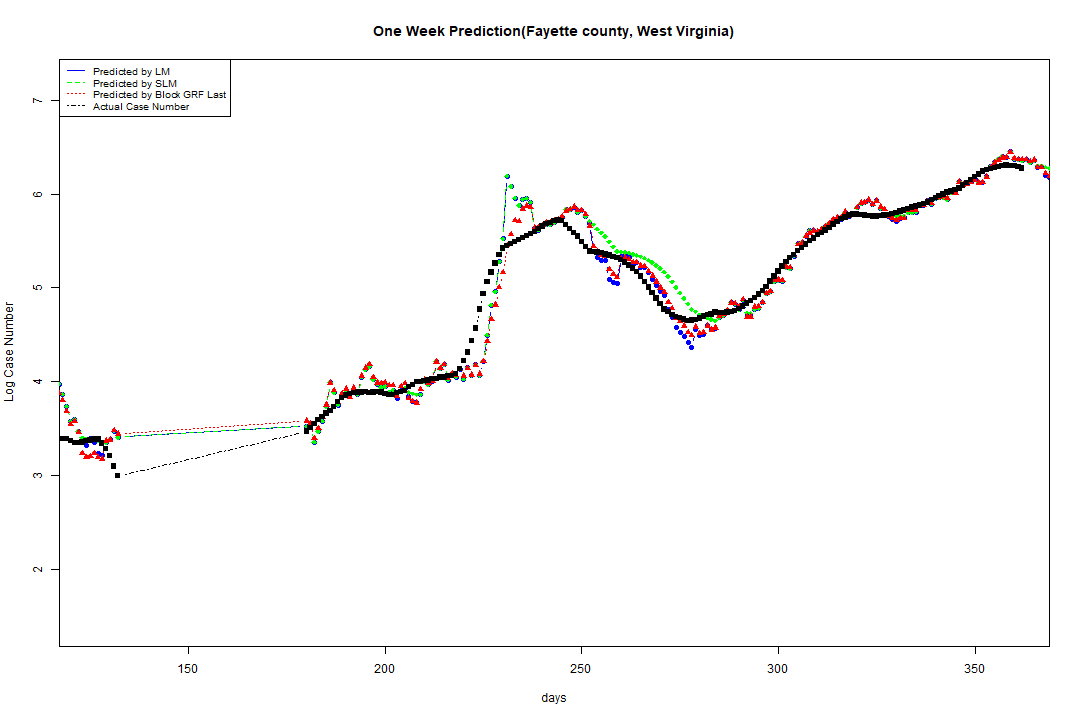 One Week Prediction(Fayette county, West Virginia)
Predicted by LM
Predicted by SLM
Predicted by Block GRF Last
Actual Case Number
7
6
5
4
3
2
Log Case Number
150 200 250 300 350
days